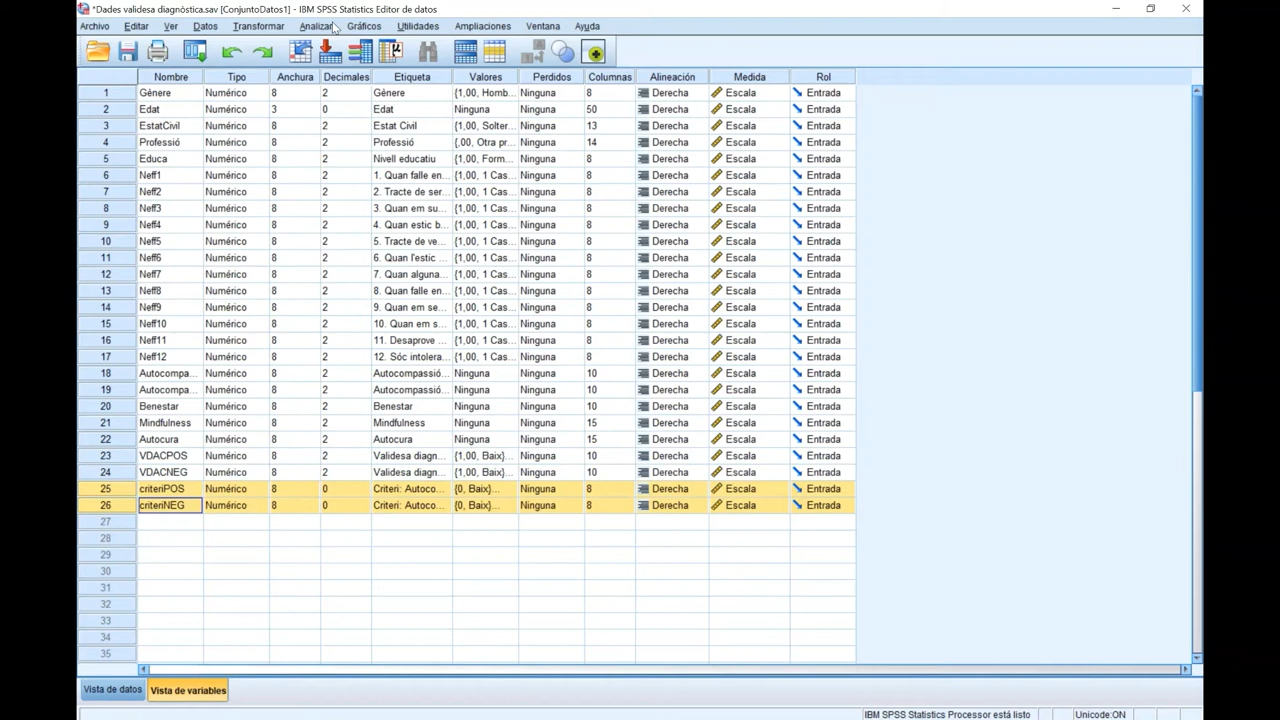 *Dades validesa diagnòstica.sav [ConjuntoDatos1] - IBM SPSS Statistics Editor de datos
Archivo Editar Ver Datos Transformar Analizar Gráficos Utilidades Ampliaciones Ventana Ayuda
Nombre Tipo Anchura Decimales Etiqueta Valores Perdidos Columnas Alineación Medida Rol
1 Gènere Numérico 8 2 Gènere {1,00, Homb... Ninguna 8 Derecha Escala Entrada
2 Edat Numérico 3 0 Edat Ninguna Ninguna 50 Derecha Escala Entrada
3 EstatCivil Numérico 8 2 Estat Civil {1,00, Solter... Ninguna 13 Derecha Escala Entrada
4 Professió Numérico 8 2 Professió {,00, Otra pr... Ninguna 14 Derecha Escala Entrada
5 Educa Numérico 8 2 Nivell educatiu {1,00, Form... Ninguna 8 Derecha Escala Entrada
6 Neff1 Numérico 8 2 1. Quan falle en... {1,00, 1 Cas... Ninguna 8 Derecha Escala Entrada
7 Neff2 Numérico 8 2 2. Tracte de ser... {1,00, 1 Cas... Ninguna 8 Derecha Escala Entrada
8 Neff3 Numérico 8 2 3. Quan em su... {1,00, 1 Cas... Ninguna 8 Derecha Escala Entrada
9 Neff4 Numérico 8 2 4. Quan estic b... {1,00, 1 Cas... Ninguna 8 Derecha Escala Entrada
10 Neff5 Numérico 8 2 5. Tracte de ve... {1,00, 1 Cas... Ninguna 8 Derecha Escala Entrada
11 Neff6 Numérico 8 2 6. Quan l'estic ... {1,00, 1 Cas... Ninguna 8 Derecha Escala Entrada
12 Neff7 Numérico 8 2 7. Quan alguna... {1,00, 1 Cas... Ninguna 8 Derecha Escala Entrada
13 Neff8 Numérico 8 2 8. Quan falle en... {1,00, 1 Cas... Ninguna 8 Derecha Escala Entrada
14 Neff9 Numérico 8 2 9. Quan em se... {1,00, 1 Cas... Ninguna 8 Derecha Escala Entrada
15 Neff10 Numérico 8 2 10. Quan em s... {1,00, 1 Cas... Ninguna 8 Derecha Escala Entrada
16 Neff11 Numérico 8 2 11. Desaprove ... {1,00, 1 Cas... Ninguna 8 Derecha Escala Entrada
17 Neff12 Numérico 8 2 12. Sóc intolera... {1,00, 1 Cas... Ninguna 8 Derecha Escala Entrada
18 Autocompa... Numérico 8 2 Autocompassió... Ninguna Ninguna 10 Derecha Escala Entrada
19 Autocompa... Numérico 8 2 Autocompassió... Ninguna Ninguna 10 Derecha Escala Entrada
20 Benestar Numérico 8 2 Benestar Ninguna Ninguna 10 Derecha Escala Entrada
21 Mindfulness Numérico 8 2 Mindfulness Ninguna Ninguna 15 Derecha Escala Entrada
22 Autocura Numérico 8 2 Autocura Ninguna Ninguna 15 Derecha Escala Entrada
23 VDACPOS Numérico 8 2 Validesa diagn... {1,00, Baix}... Ninguna 10 Derecha Escala Entrada
24 VDACNEG Numérico 8 2 Validesa diagn... {1,00, Baix}... Ninguna 10 Derecha Escala Entrada
25 criteriPOS Numérico 8 0 Criteri: Autoco... {0, Baix}... Ninguna 8 Derecha Escala Entrada
26 criteriNEG Numérico 8 0 Criteri: Autoco... {0, Baix}... Ninguna 8 Derecha Escala Entrada
27
28
29
30
31
32
33
34
35
Vista de datos Vista de variables
IBM SPSS Statistics Processor está listo Unicode:ON